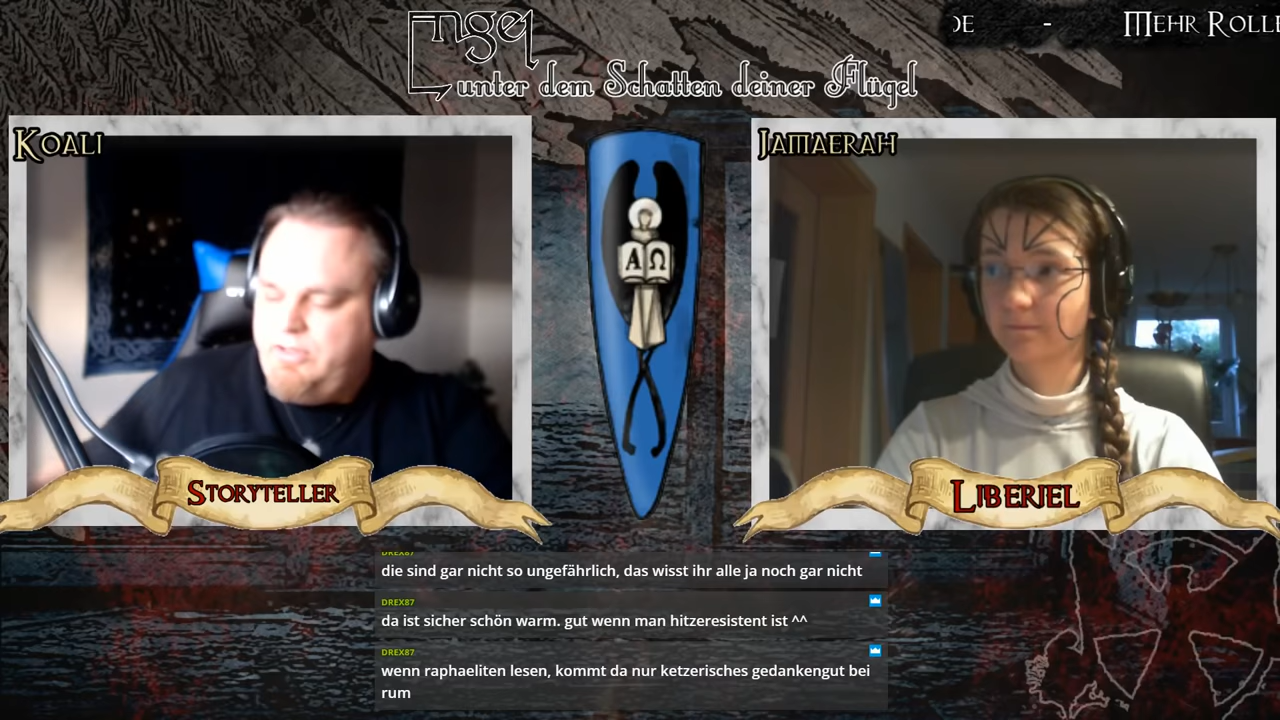 Engel
unter dem Schatten deiner Flügel
DE - MEHR ROLLE
KOALI
JAMAERAH
A Ω
STORYTELLER
LIBERIEL
DREX87
die sind gar nicht so ungefährlich, das wisst ihr alle ja noch gar nicht
DREX87
da ist sicher schön warm. gut wenn man hitzeresistent ist ^^
DREX87
wenn raphaeliten lesen, kommt da nur ketzerisches gedankengut bei
rum